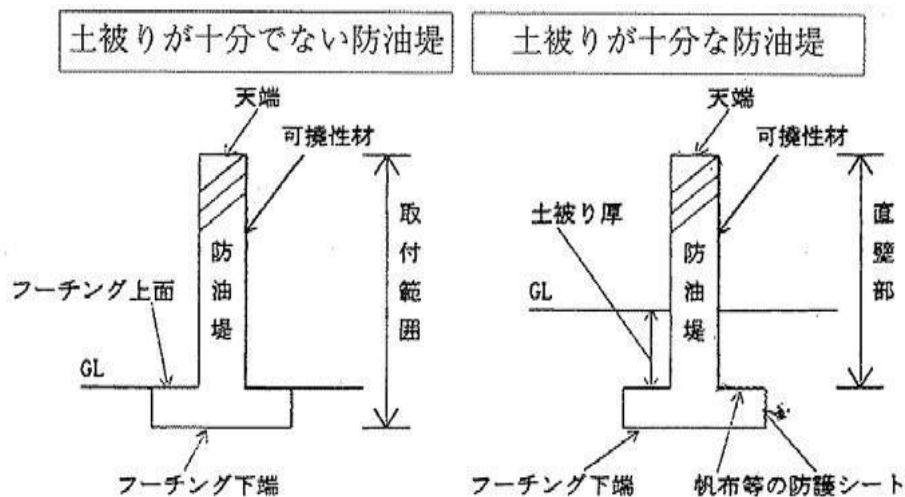 土被りが十分でない防油堤
天端
可撓性材
防油堤
取付範囲
フーチング上面
GL
フーチング下端
土被りが十分な防油堤
天端
可撓性材
土被り厚
防油堤
直壁部
GL
フーチング下端
帆布等の防護シート